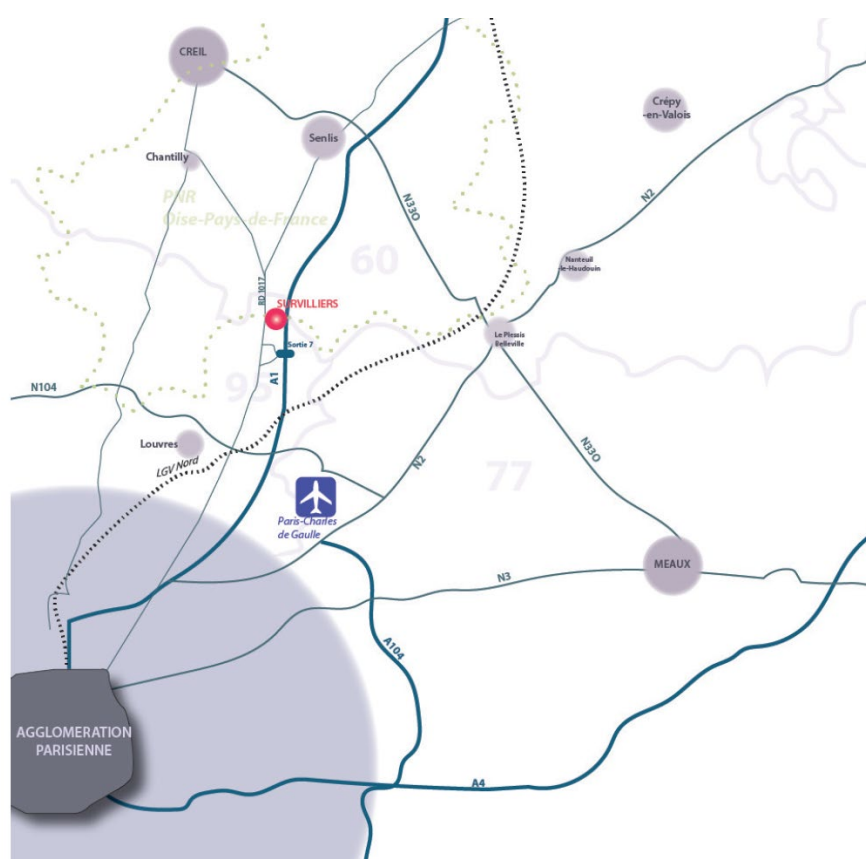 CREIL
Crépy
-en-Valois
Senlis
Chantilly
PNR
Oise-Pays-de-France
N2
N330
60
Nanteuil
-le-Haudouin
RD1017
SURVILLIERS
Le Plessis
Belleville
Sortie 7
A1
95
N104
Louvres
LGV Nord
N2
77
N330
Paris-Charles
de Gaulle
MEAUX
N3
A104
AGGLOMERATION
PARISIENNE
A4